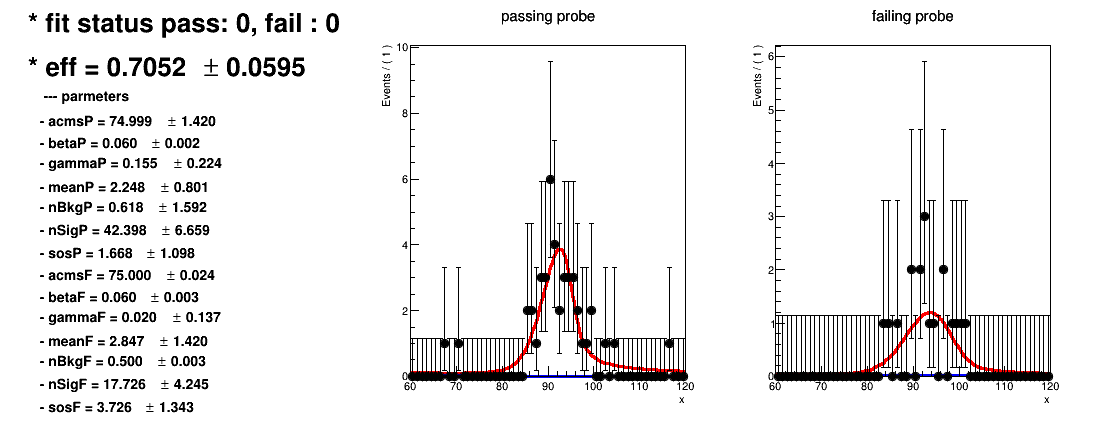 * fit status pass: 0, fail : 0
* eff = 0.7052 ± 0.0595
--- parmeters
- acmsP = 74.999 ± 1.420
- betaP = 0.060 ± 0.002
- gammaP = 0.155 ± 0.224
- meanP = 2.248 ± 0.801
- nBkgP = 0.618 ± 1.592
- nSigP = 42.398 ± 6.659
- sosP = 1.668 ± 1.098
- acmsF = 75.000 ± 0.024
- betaF = 0.060 ± 0.003
- gammaF = 0.020 ± 0.137
- meanF = 2.847 ± 1.420
- nBkgF = 0.500 ± 0.003
- nSigF = 17.726 ± 4.245
- sosF = 3.726 ± 1.343
passing probe
Events / ( 1 )
10
8
6
4
2
0
60 70 80 90 100 110 120
x
failing probe
Events / ( 1 )
6
5
4
3
2
1
0
60 70 80 90 100 110 120
x